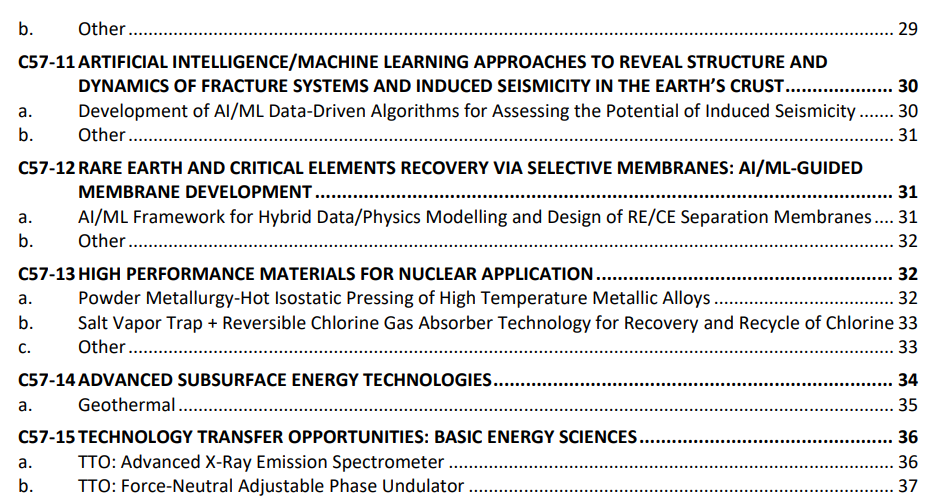 b. Other ........ 29
C57-11 ARTIFICIAL INTELLIGENCE/MACHINE LEARNING APPROACHES TO REVEAL STRUCTURE AND
DYNAMICS OF FRACTURE SYSTEMS AND INDUCED SEISMICITY IN THE EARTH’S CRUST ........ 30
a. Development of AI/ML Data-Driven Algorithms for Assessing the Potential of Induced Seismicity ....... 30
b. Other ........ 31
C57-12 RARE EARTH AND CRITICAL ELEMENTS RECOVERY VIA SELECTIVE MEMBRANES: AI/ML-GUIDED
MEMBRANE DEVELOPMENT ........ 31
a. AI/ML Framework for Hybrid Data/Physics Modelling and Design of RE/CE Separation Membranes .... 31
b. Other ........ 32
C57-13 HIGH PERFORMANCE MATERIALS FOR NUCLEAR APPLICATION ........ 32
a. Powder Metallurgy-Hot Isostatic Pressing of High Temperature Metallic Alloys ........ 32
b. Salt Vapor Trap + Reversible Chlorine Gas Absorber Technology for Recovery and Recycle of Chlorine 33
c. Other ........ 33
C57-14 ADVANCED SUBSURFACE ENERGY TECHNOLOGIES ........ 34
a. Geothermal ........ 35
C57-15 TECHNOLOGY TRANSFER OPPORTUNITIES: BASIC ENERGY SCIENCES ........ 36
a. TTO: Advanced X-Ray Emission Spectrometer ........ 36
b. TTO: Force-Neutral Adjustable Phase Undulator ........ 37